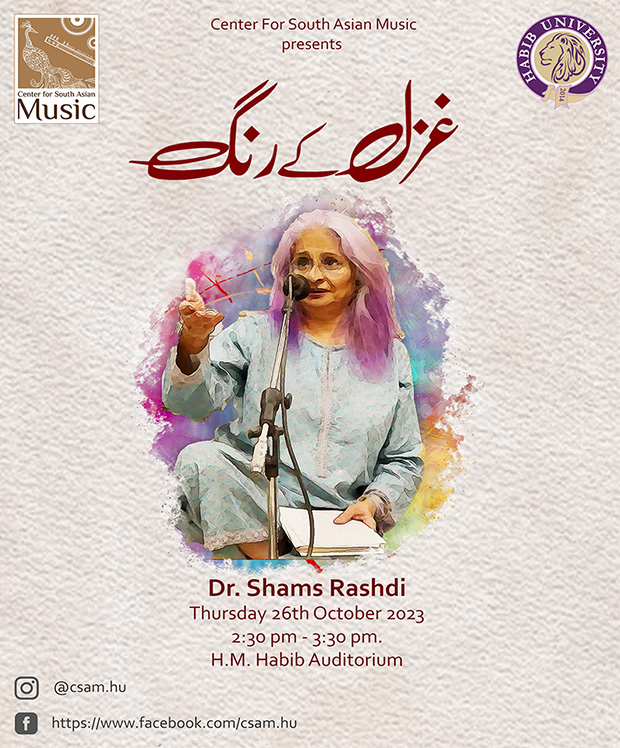 Center For South Asian Music
presents
Center for South Asian
Music
HABIB UNIVERSITY
2014
غزل کے رنگ
Dr. Shams Rashdi
Thursday 26th October 2023
2:30 pm - 3:30 pm.
H.M. Habib Auditorium
@csam.hu
https://www.facebook.com/csam.hu